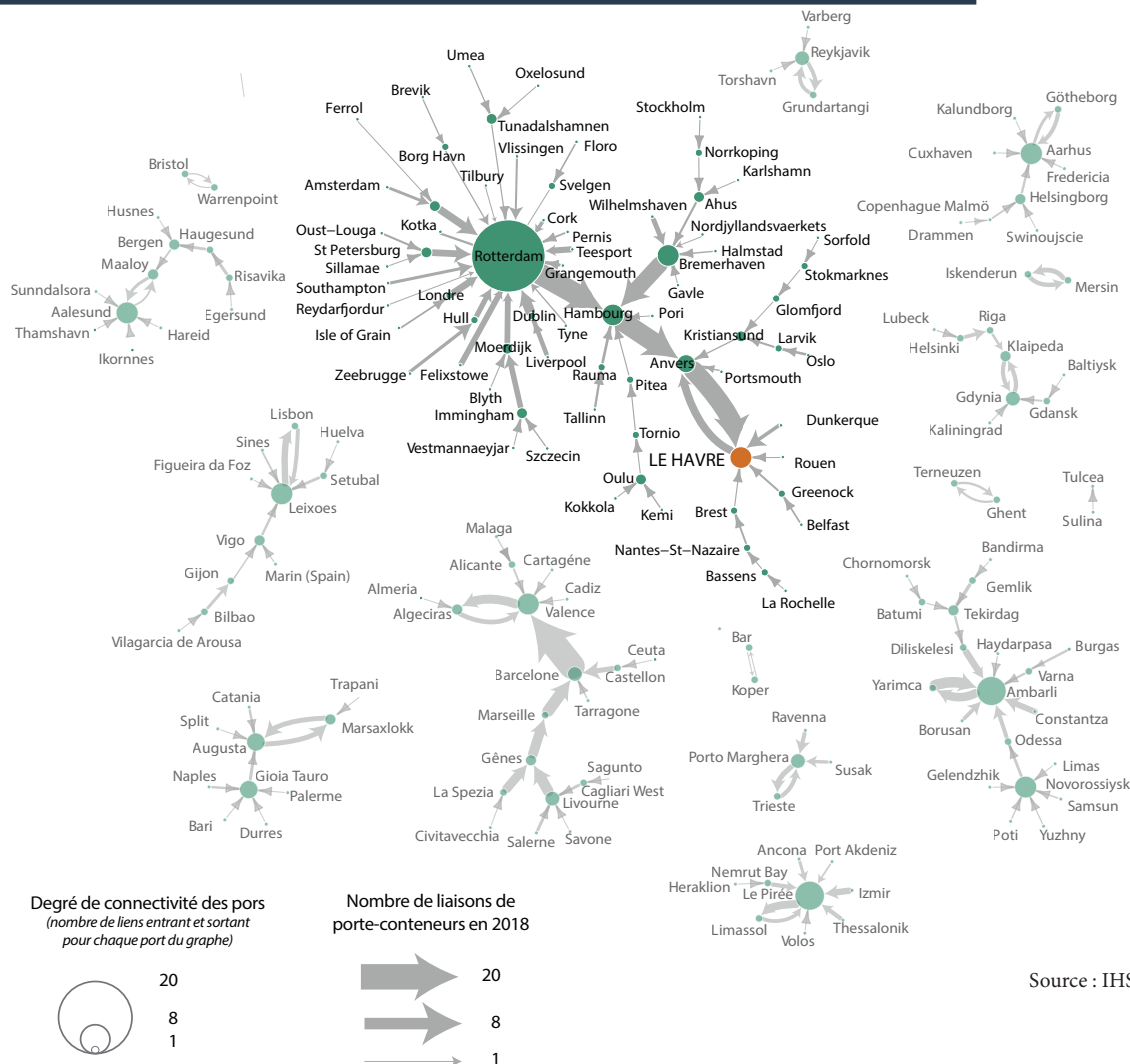 Varberg
Reykjavik
Torshavn
Grundartangi
Umea
Oxelosund
Brevik
Ferrol
Tunadalshamnen
Vlissingen
Floro
Borg Havn
Tilbury
Svelgen
Amsterdam
Kotka
Cork
Pernis
Teesport
Oust–Louga
St Petersburg
Sillamae
Rotterdam
Grangemouth
Southampton
Reydarfjordur
Londre
Isle of Grain
Hull
Dublin
Tyne
Moerdijk
Liverpool
Zeebrugge
Felixstowe
Blyth
Immingham
Vestmannaeyjar
Szczecin
Stockholm
Norrkoping
Karlshamn
Ahus
Wilhelmshaven
Nordjyllandsvaerkets
Halmstad
Bremerhaven
Gavle
Hambourg
Pori
Rauma
Tallinn
Pitea
Tornio
Oulu
Kokkola
Kemi
Sorfold
Stokmarknes
Glomfjord
Kristiansund
Larvik
Oslo
Anvers
Portsmouth
LE HAVRE
Dunkerque
Rouen
Greenock
Belfast
Brest
Nantes–St–Nazaire
Bassens
La Rochelle
Kalundborg
Götheborg
Cuxhaven
Aarhus
Fredericia
Helsingborg
Copenhague Malmö
Drammen
Swinoujscie
Iskenderun
Mersin
Lubeck
Riga
Helsinki
Klaipeda
Baltiysk
Gdynia
Gdansk
Kaliningrad
Terneuzen
Ghent
Tulcea
Sulina
Bristol
Warrenpoint
Husnes
Bergen
Haugesund
Maaloy
Risavika
Sunndalsora
Aalesund
Egersund
Thamshavn
Hareid
Ikornnes
Lisbon
Sines
Huelva
Figueira da Foz
Setubal
Leixoes
Vigo
Marin (Spain)
Gijon
Bilbao
Vilagarcia de Arousa
Malaga
Alicante
Cartagéne
Almeria
Cadiz
Algeciras
Valence
Ceuta
Barcelone
Castellon
Tarragone
Marseille
Gênes
Sagunto
La Spezia
Cagliari West
Livourne
Civitavecchia
Salerne
Savone
Trapani
Catania
Split
Marsaxlokk
Augusta
Naples
Gioia Tauro
Palerme
Bari
Durres
Bar
Koper
Ravenna
Porto Marghera
Susak
Trieste
Bandirma
Chornomorsk
Gemlik
Batumi
Tekirdag
Diliskelesi
Haydarpasa
Burgas
Varna
Yarimca
Ambarli
Borusan
Constantza
Odessa
Gelendzhik
Limas
Novorossiysk
Samsun
Poti
Yuzhny
Ancona
Port Akdeniz
Nemrut Bay
Heraklion
Le Pirée
Izmir
Limassol
Volos
Thessalonik
Degré de connectivité des pors
(nombre de liens entrant et sortant
pour chaque port du graphe)
20
8
1
Nombre de liaisons de
porte-conteneurs en 2018
20
8
1
Source : IHS